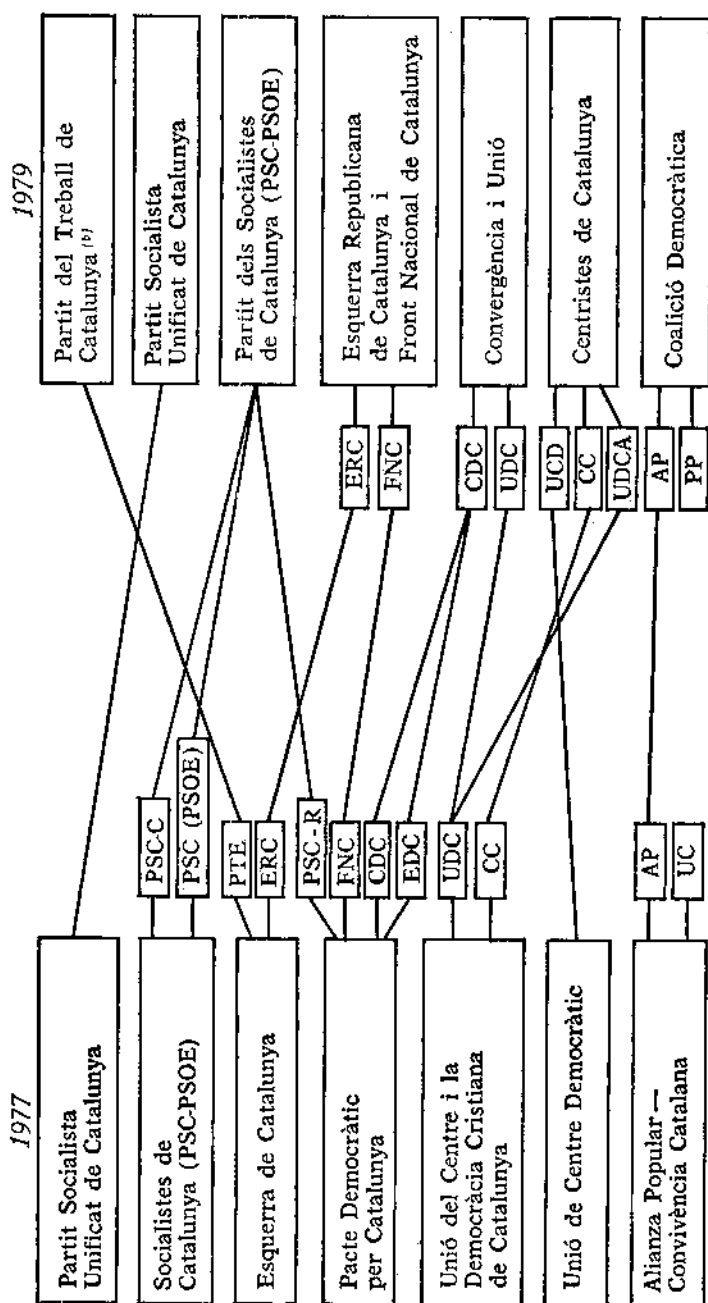 1977
Partit Socialista
Unificat de Catalunya
Socialistes de
Catalunya (PSC-PSOE)
PSC-C
PSC (PSOE)
Esquerra de Catalunya
PTE
ERC
Pacte Democràtic
per Catalunya
PSC-R
FNC
CDC
EDC
Unió del Centre i la
Democràcia Cristiana
de Catalunya
UDC
CC
Unió de Centre Democràtic
Alianza Popular—
Convivència Catalana
AP
UC
1979
Partit del Treball de
Catalunya (b)
Partit Socialista
Unificat de Catalunya
Partit dels Socialistes
de Catalunya (PSC-PSOE)
ERC
FNC
Esquerra Republicana
de Catalunya i
Front Nacional de Catalunya
CDC
UDC
Convergència i Unió
UCD
CC
UDCA
Centristes de Catalunya
AP
PP
Coalició Democràtica